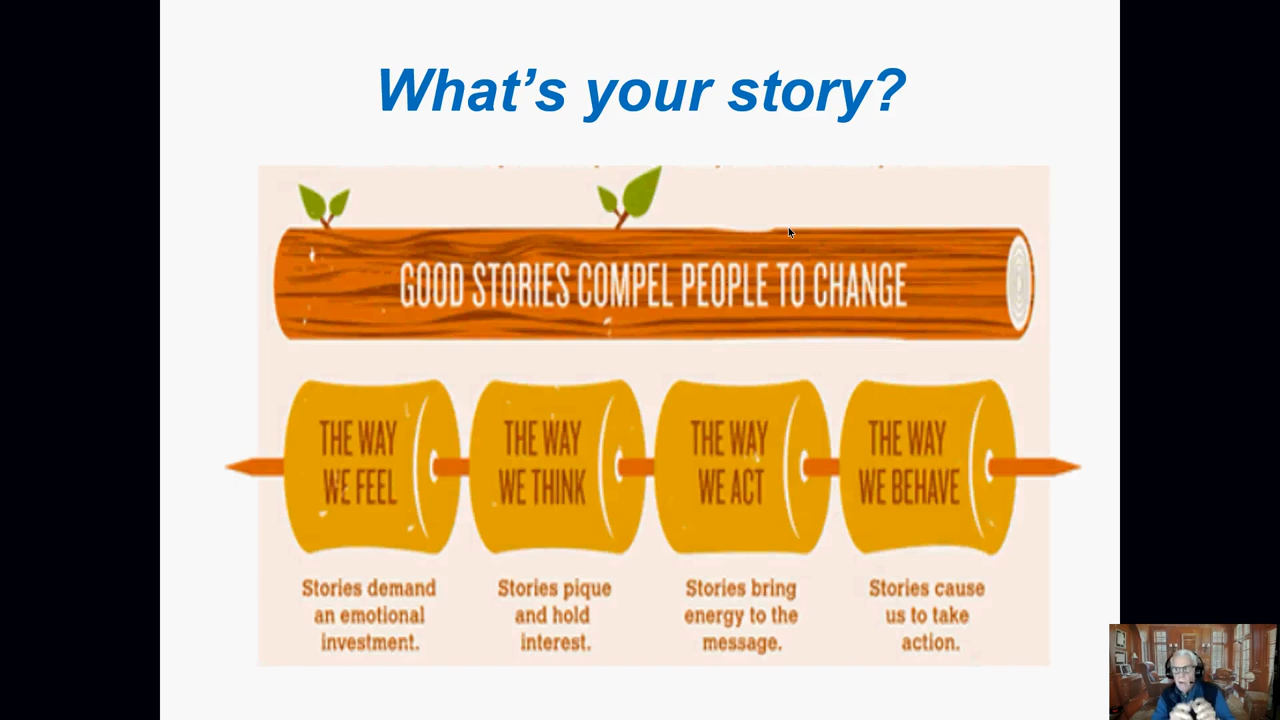 What's your story?
GOOD STORIES COMPEL PEOPLE TO CHANGE
THE WAY
WE FEEL
THE WAY
WE THINK
THE WAY
WE ACT
THE WAY
WE BEHAVE
Stories demand
an emotional
investment.
Stories pique
and hold
interest.
Stories bring
energy to the
message.
Stories cause
us to take
action.